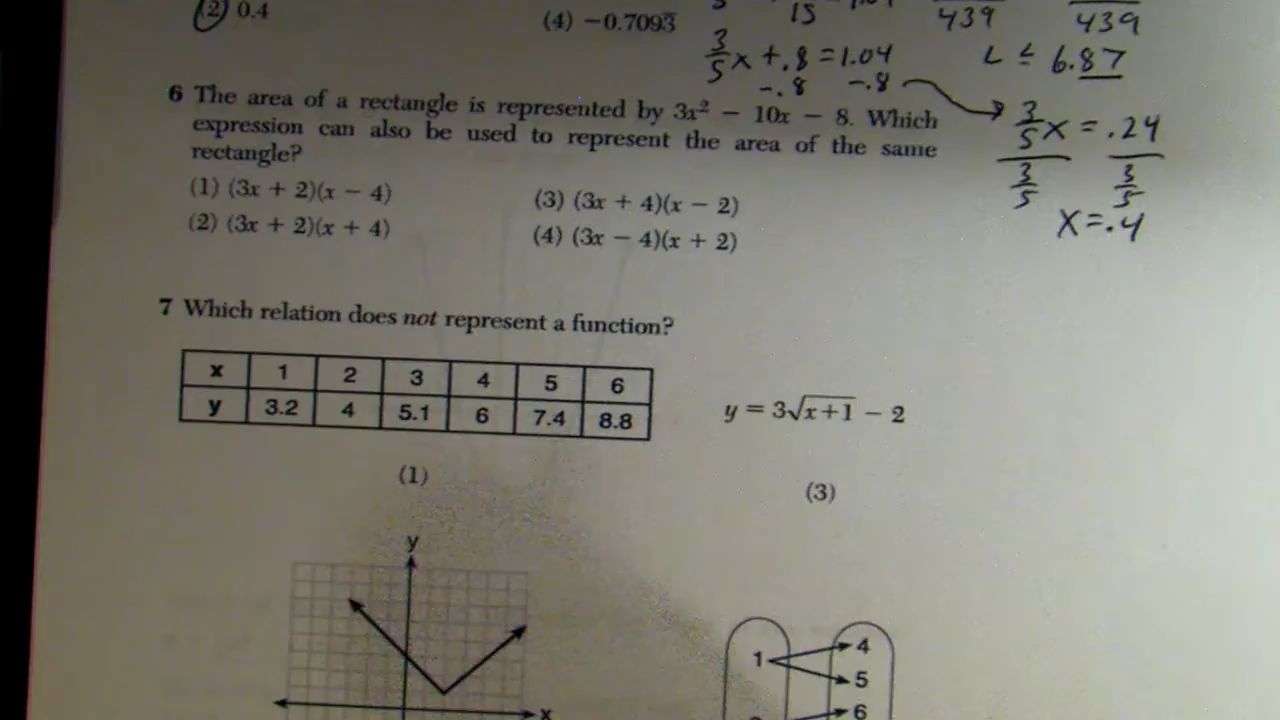 (2) 0.4
(4) −0.7093̅
15
439
439
3/5 x + .8 = 1.04
-.8 -.8
L ≤ 6.87
3/5 x = .24
3/5 3/5
x = .4
6 The area of a rectangle is represented by 3x² − 10x − 8. Which
expression can also be used to represent the area of the same
rectangle?
(1) (3x + 2)(x − 4)
(2) (3x + 2)(x + 4)
(3) (3x + 4)(x − 2)
(4) (3x − 4)(x + 2)
7 Which relation does not represent a function?
x 1 2 3 4 5 6
y 3.2 4 5.1 6 7.4 8.8
(1)
y = 3√x+1 − 2
(3)
y
x
1
4
5
6